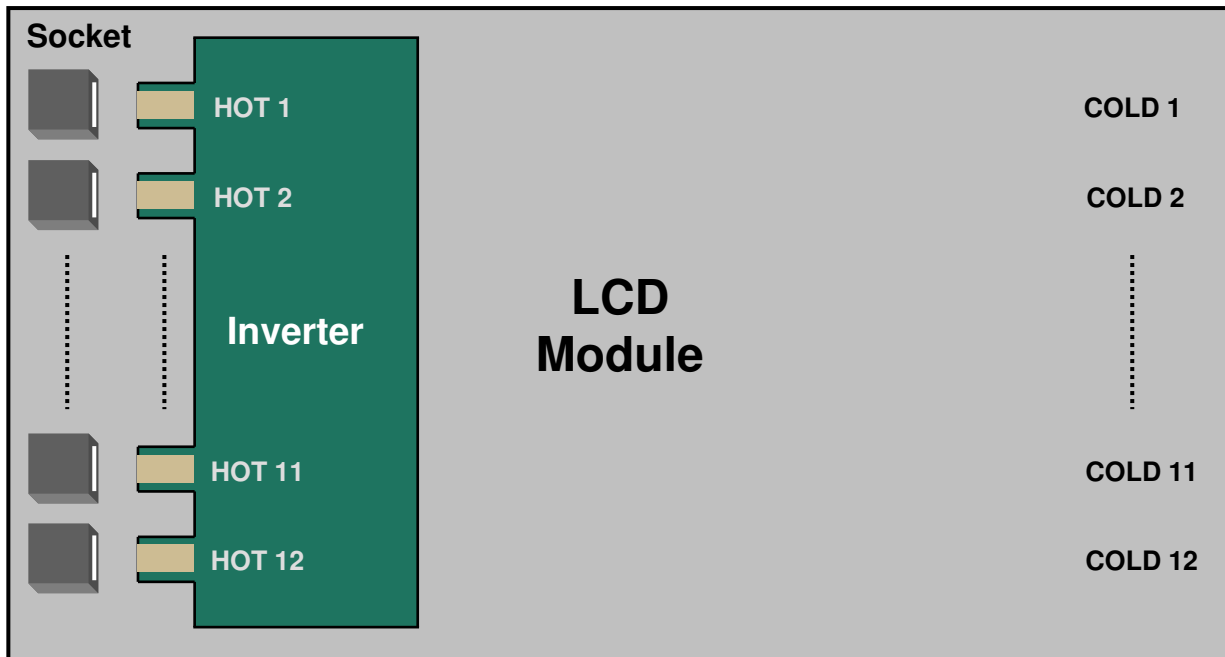 Socket
HOT 1
COLD 1
HOT 2
COLD 2
LCD
Module
Inverter
HOT 11
COLD 11
HOT 12
COLD 12